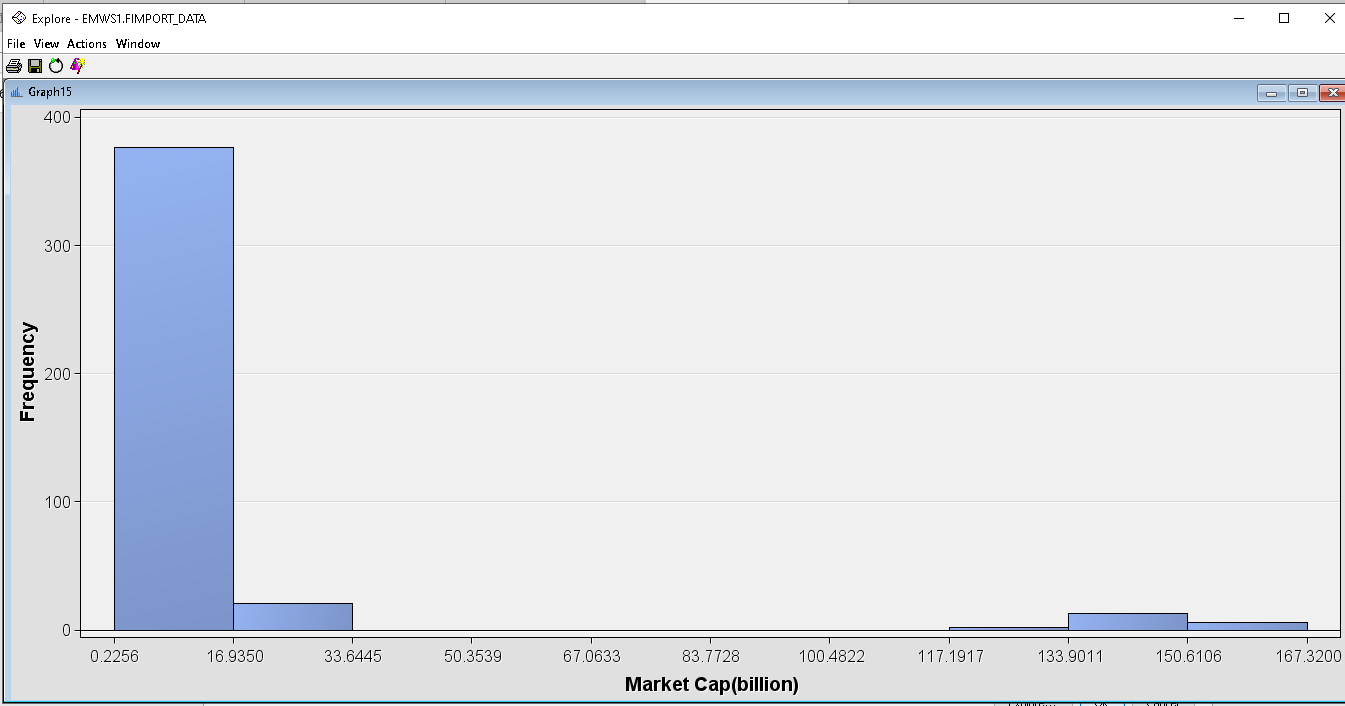 Explore - EMWS1.FIMPORT_DATA
File View Actions Window
Graph15
400
300
200
100
0
Frequency
0.2256 16.9350 33.6445 50.3539 67.0633 83.7728 100.4822 117.1917 133.9011 150.6106 167.3200
Market Cap(billion)